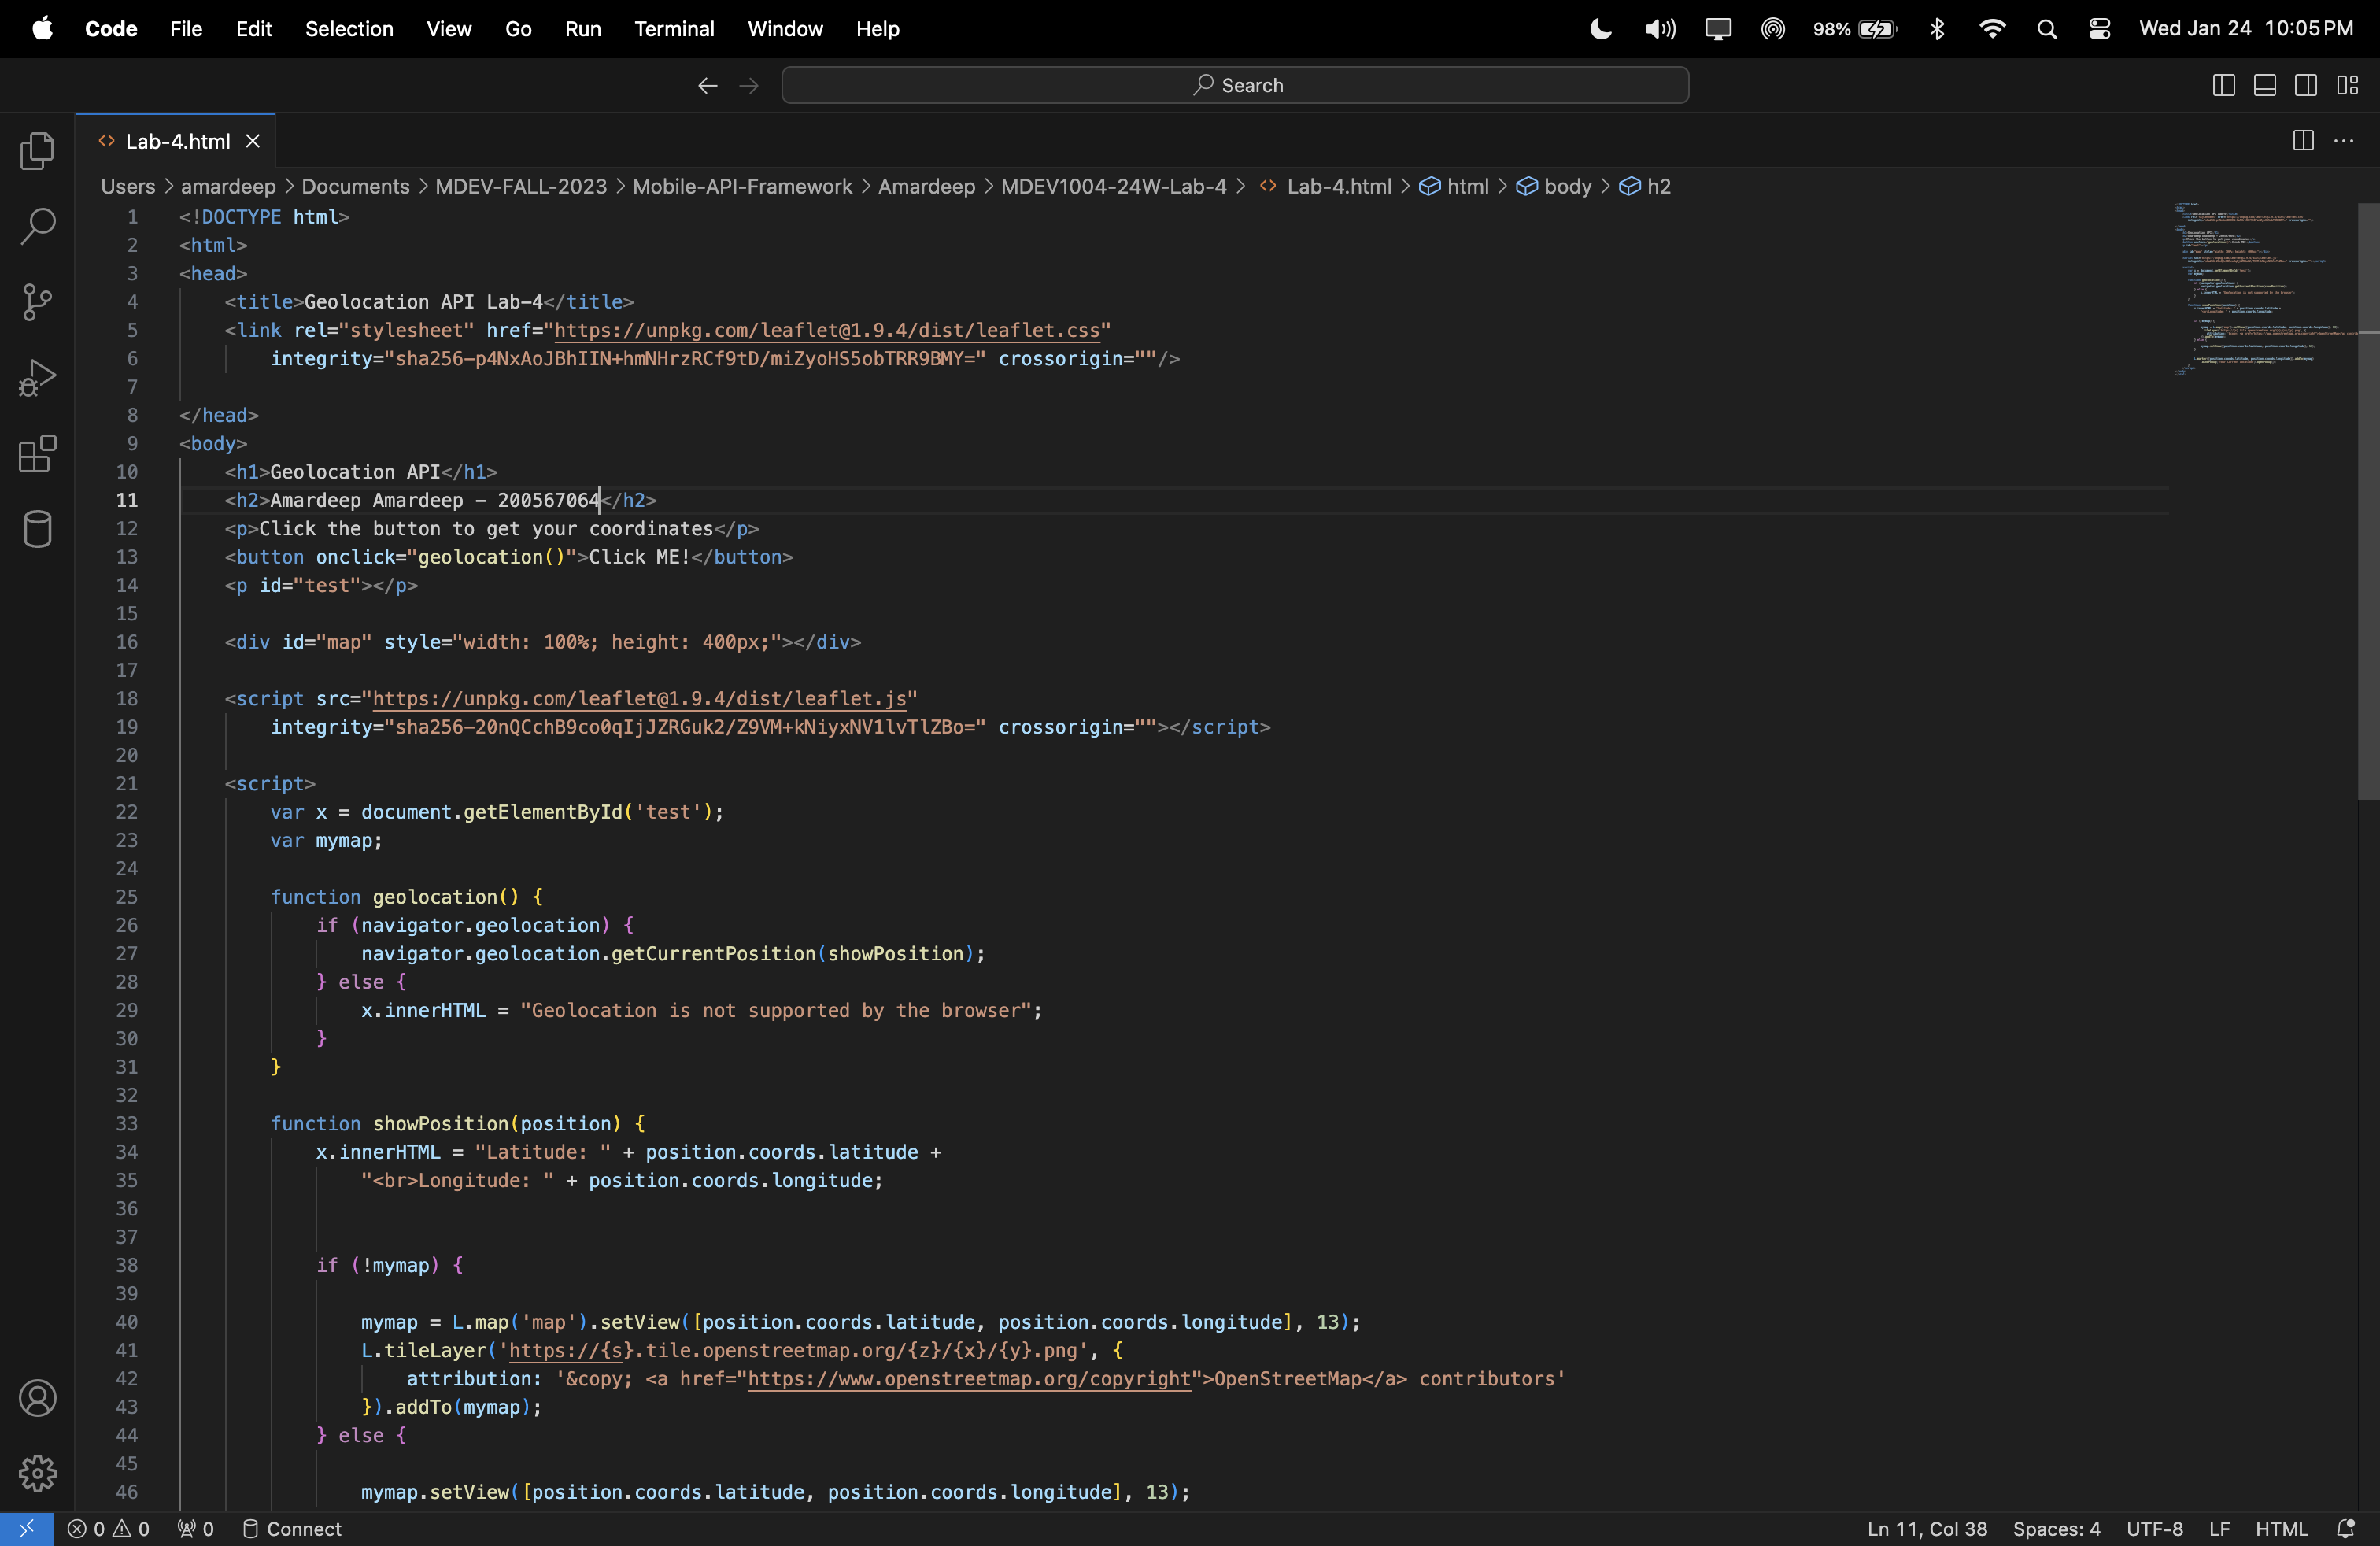 Code File Edit Selection View Go Run Terminal Window Help 98% Wed Jan 24 10:05 PM
Search
Lab-4.html
Users > amardeep > Documents > MDEV-FALL-2023 > Mobile-API-Framework > Amardeep > MDEV1004-24W-Lab-4 > Lab-4.html > html > body > h2
1 <!DOCTYPE html>
2 <html>
3 <head>
4 <title>Geolocation API Lab-4</title>
5 <link rel="stylesheet" href="https://unpkg.com/leaflet@1.9.4/dist/leaflet.css"
6 integrity="sha256-p4NxAoJBhIIN+hmNHrzRCf9tD/miZyoHS5obTRR9BMY=" crossorigin=""/>
7
8 </head>
9 <body>
10 <h1>Geolocation API</h1>
11 <h2>Amardeep Amardeep - 200567064</h2>
12 <p>Click the button to get your coordinates</p>
13 <button onclick="geolocation()">Click ME!</button>
14 <p id="test"></p>
15
16 <div id="map" style="width: 100%; height: 400px;"></div>
17
18 <script src="https://unpkg.com/leaflet@1.9.4/dist/leaflet.js"
19 integrity="sha256-20nQCchB9co0qIjJZRGuk2/Z9VM+kNiyxNV1lvTlZBo=" crossorigin=""></script>
20
21 <script>
22 var x = document.getElementById('test');
23 var mymap;
24
25 function geolocation() {
26 if (navigator.geolocation) {
27 navigator.geolocation.getCurrentPosition(showPosition);
28 } else {
29 x.innerHTML = "Geolocation is not supported by the browser";
30 }
31 }
32
33 function showPosition(position) {
34 x.innerHTML = "Latitude: " + position.coords.latitude +
35 "<br>Longitude: " + position.coords.longitude;
36
37
38 if (!mymap) {
39
40 mymap = L.map('map').setView([position.coords.latitude, position.coords.longitude], 13);
41 L.tileLayer('https://{s}.tile.openstreetmap.org/{z}/{x}/{y}.png', {
42 attribution: '&copy; <a href="https://www.openstreetmap.org/copyright">OpenStreetMap</a> contributors'
43 }).addTo(mymap);
44 } else {
45
46 mymap.setView([position.coords.latitude, position.coords.longitude], 13);
0 0 0 Connect Ln 11, Col 38 Spaces: 4 UTF-8 LF HTML